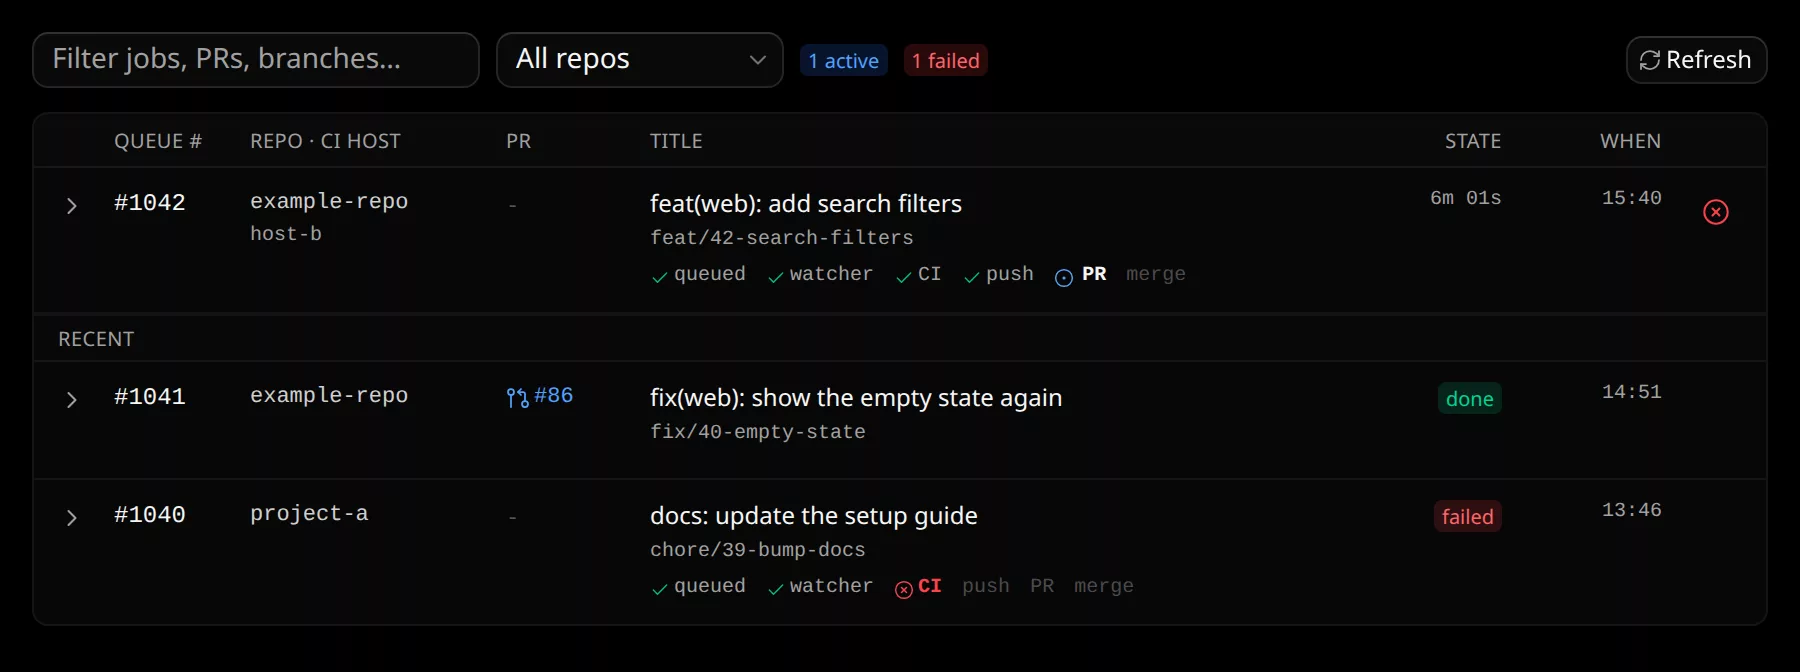 Filter jobs, PRs, branches... All repos 1 active 1 failed Refresh
QUEUE # REPO · CI HOST PR TITLE STATE WHEN
#1042 example-repo - feat(web): add search filters 6m 01s 15:40
host-b feat/42-search-filters
queued watcher CI push PR merge
RECENT
#1041 example-repo #86 fix(web): show the empty state again done 14:51
fix/40-empty-state
#1040 project-a - docs: update the setup guide failed 13:46
chore/39-bump-docs
queued watcher CI push PR merge